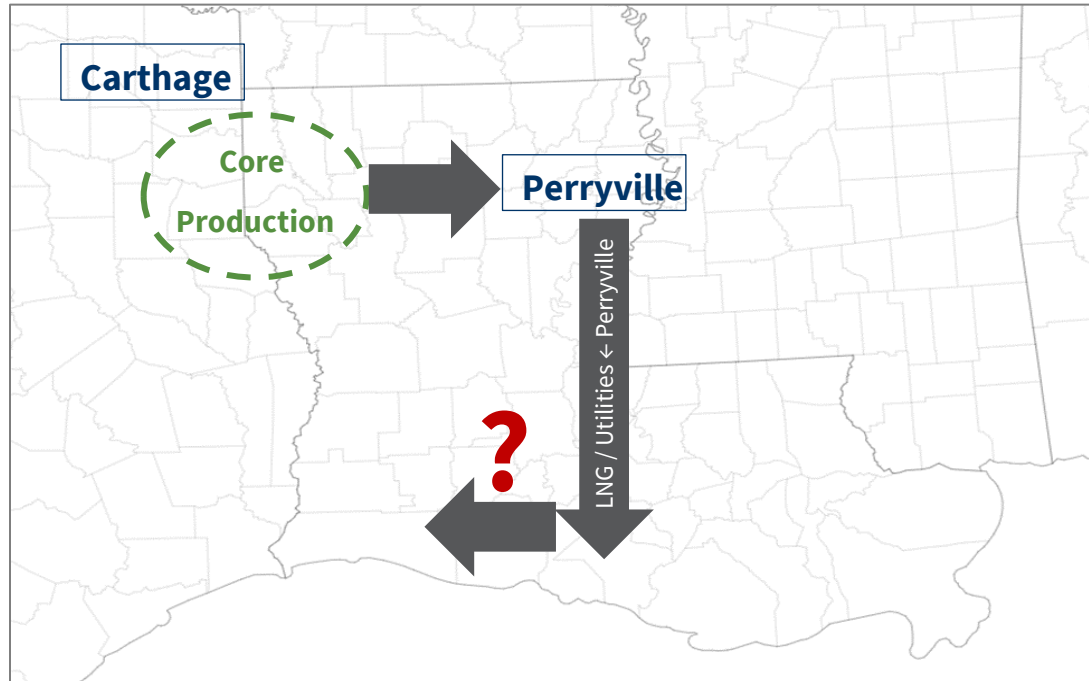 Carthage
Core
Production
Perryville
LNG / Utilities ← Perryville
?